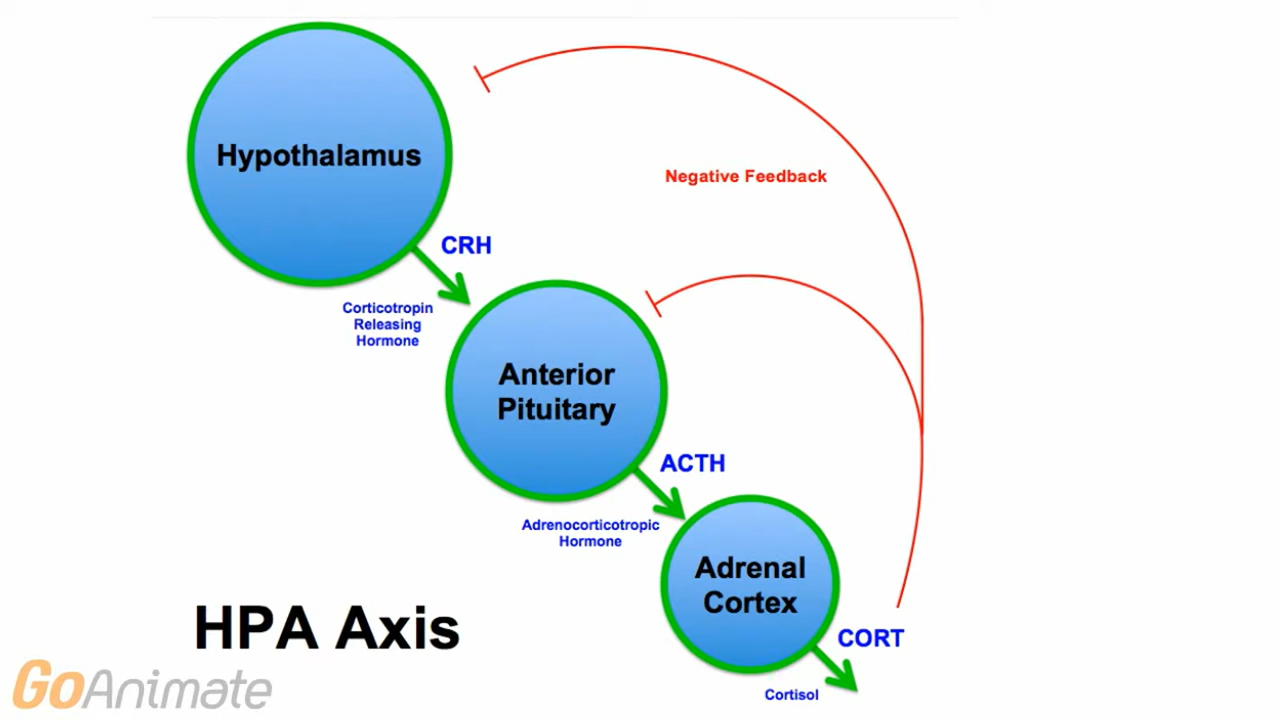 Hypothalamus
Negative Feedback
CRH
Corticotropin
Releasing
Hormone
Anterior
Pituitary
ACTH
Adrenocorticotropic
Hormone
Adrenal
Cortex
HPA Axis
CORT
Cortisol
GoAnimate